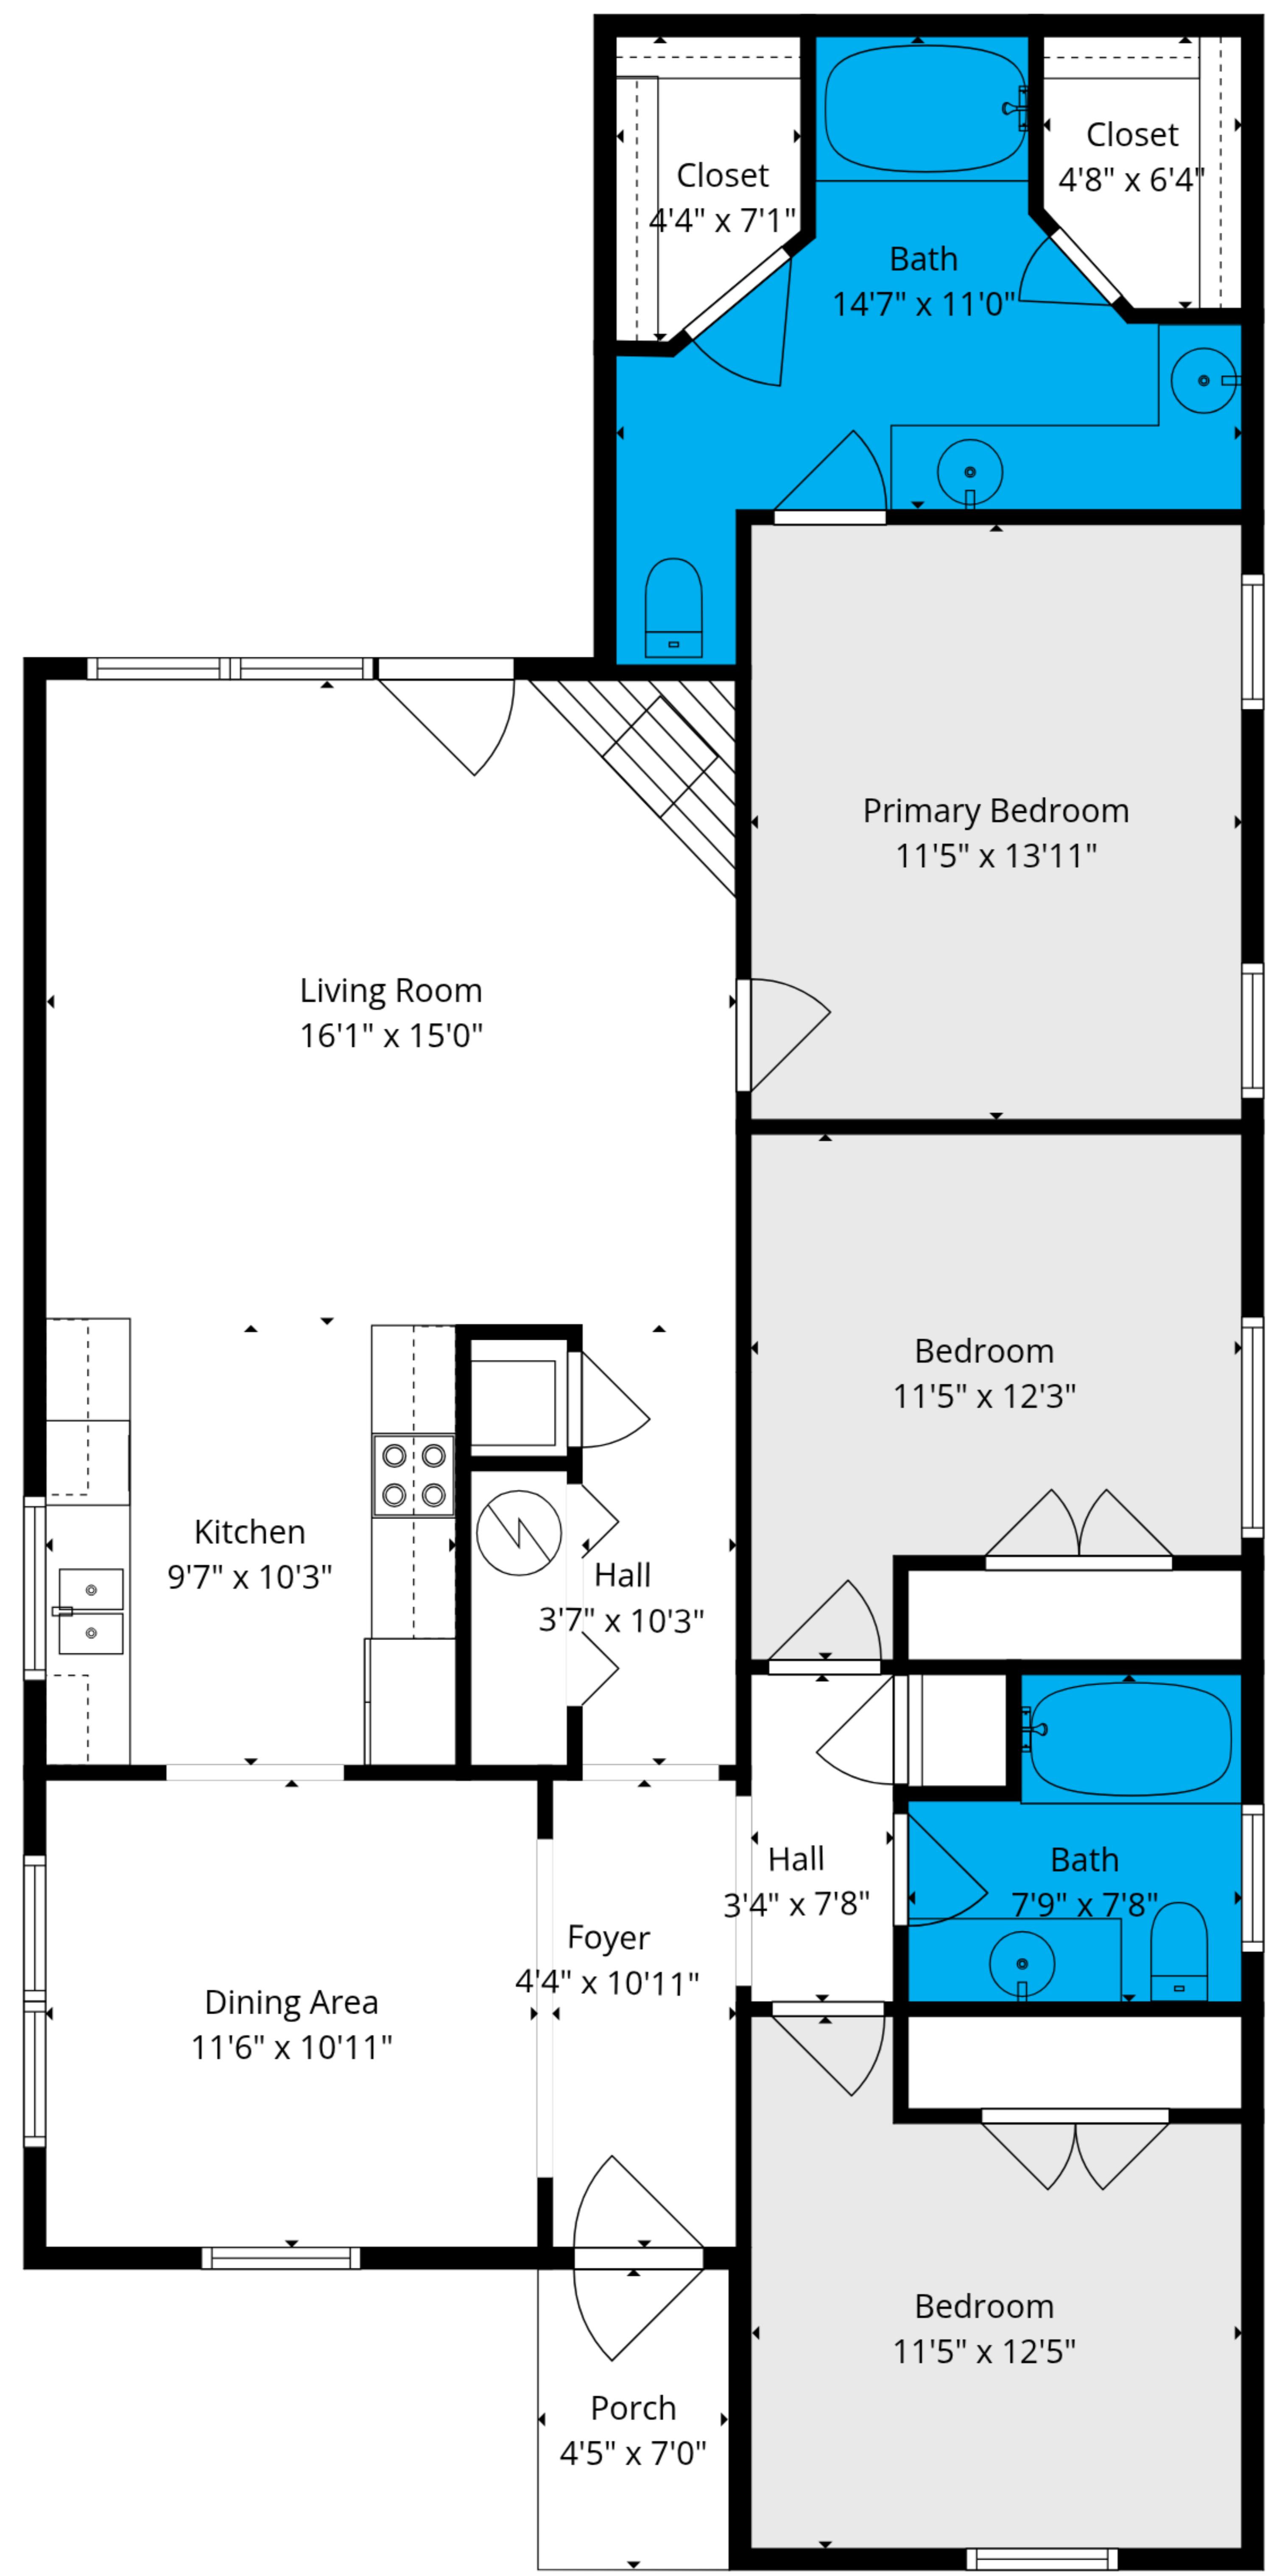 Closet
4'4" x 7'1"
Closet
4'8" x 6'4"
Bath
14'7" x 11'0"
Primary Bedroom
11'5" x 13'11"
Living Room
16'1" x 15'0"
Bedroom
11'5" x 12'3"
Kitchen
9'7" x 10'3"
Hall
3'7" x 10'3"
Hall
3'4" x 7'8"
Bath
7'9" x 7'8"
Foyer
4'4" x 10'11"
Dining Area
11'6" x 10'11"
Bedroom
11'5" x 12'5"
Porch
4'5" x 7'0"